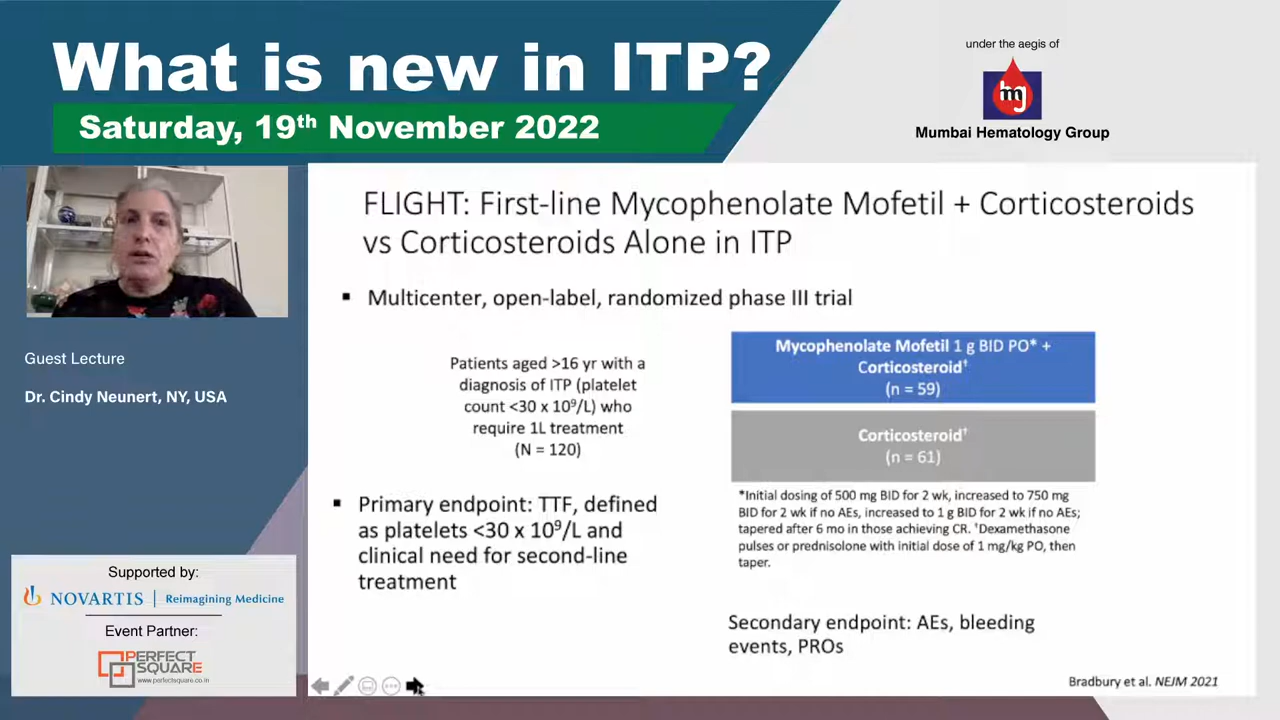 What is new in ITP?
Saturday, 19th November 2022
under the aegis of
mg
Mumbai Hematology Group
Guest Lecture
Dr. Cindy Neunert, NY, USA
FLIGHT: First-line Mycophenolate Mofetil + Corticosteroids
vs Corticosteroids Alone in ITP
▪ Multicenter, open-label, randomized phase III trial
Patients aged >16 yr with a
diagnosis of ITP (platelet
count <30 x 10⁹/L) who
require 1L treatment
(N = 120)
Mycophenolate Mofetil 1 g BID PO* +
Corticosteroid†
(n = 59)
Corticosteroid†
(n = 61)
*Initial dosing of 500 mg BID for 2 wk, increased to 750 mg
BID for 2 wk if no AEs, increased to 1 g BID for 2 wk if no AEs;
tapered after 6 mo in those achieving CR. †Dexamethasone
pulses or prednisolone with initial dose of 1 mg/kg PO, then
taper.
▪ Primary endpoint: TTF, defined
as platelets <30 x 10⁹/L and
clinical need for second-line
treatment
Secondary endpoint: AEs, bleeding
events, PROs
Bradbury et al. NEJM 2021
Supported by:
NOVARTIS | Reimagining Medicine
Event Partner:
PERFECT
SQUARE
www.perfectsquare.co.in